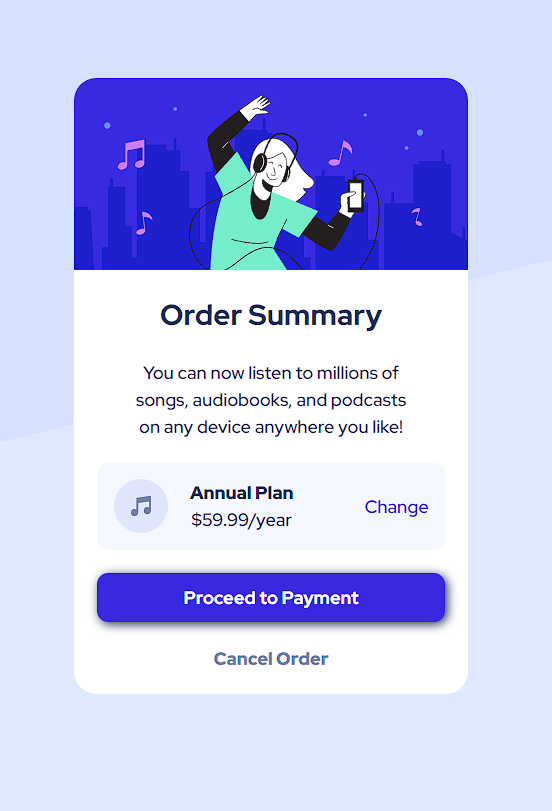 Order Summary
You can now listen to millions of
songs, audiobooks, and podcasts
on any device anywhere you like!
Annual Plan
$59.99/year
Change
Proceed to Payment
Cancel Order